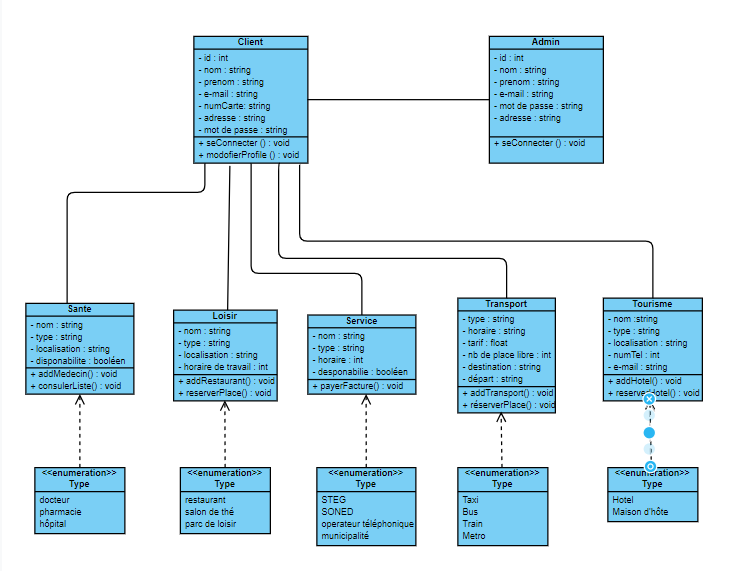 Client
- id : int
- nom : string
- prenom : string
- e-mail : string
- numCarte: string
- adresse : string
- mot de passe : string
+ seConnecter () : void
+ modofierProfile () : void
Admin
- id : int
- nom : string
- prenom : string
- e-mail : string
- mot de passe : string
- adresse : string
+ seConnecter () : void
Sante
- nom : string
- type : string
- localisation : string
- disponabilite : booléen
+ addMedecin() : void
+ consulerListe() : void
Loisir
- nom : string
- type : string
- localisation : string
- horaire de travail : int
+ addRestaurant() : void
+ reserverPlace() : void
Service
- nom : string
- type : string
- horaire : int
- desponabilie : booléen
+ payerFacture() : void
Transport
- type : string
- horaire : string
- tarif : float
- nb de place libre : int
- destination : string
- départ : string
+ addTransport() : void
+ réserverPlace() : void
Tourisme
- nom :string
- type : string
- localisation : string
- numTel : int
- e-mail : string
+ addHotel() : void
+ reserverHotel() : void
<<enumeration>>
Type
docteur
pharmacie
hôpital
<<enumeration>>
Type
restaurant
salon de thé
parc de loisir
<<enumeration>>
Type
STEG
SONED
operateur téléphonique
municipalité
<<enumeration>>
Type
Taxi
Bus
Train
Metro
<<enumeration>>
Type
Hotel
Maison d'hôte